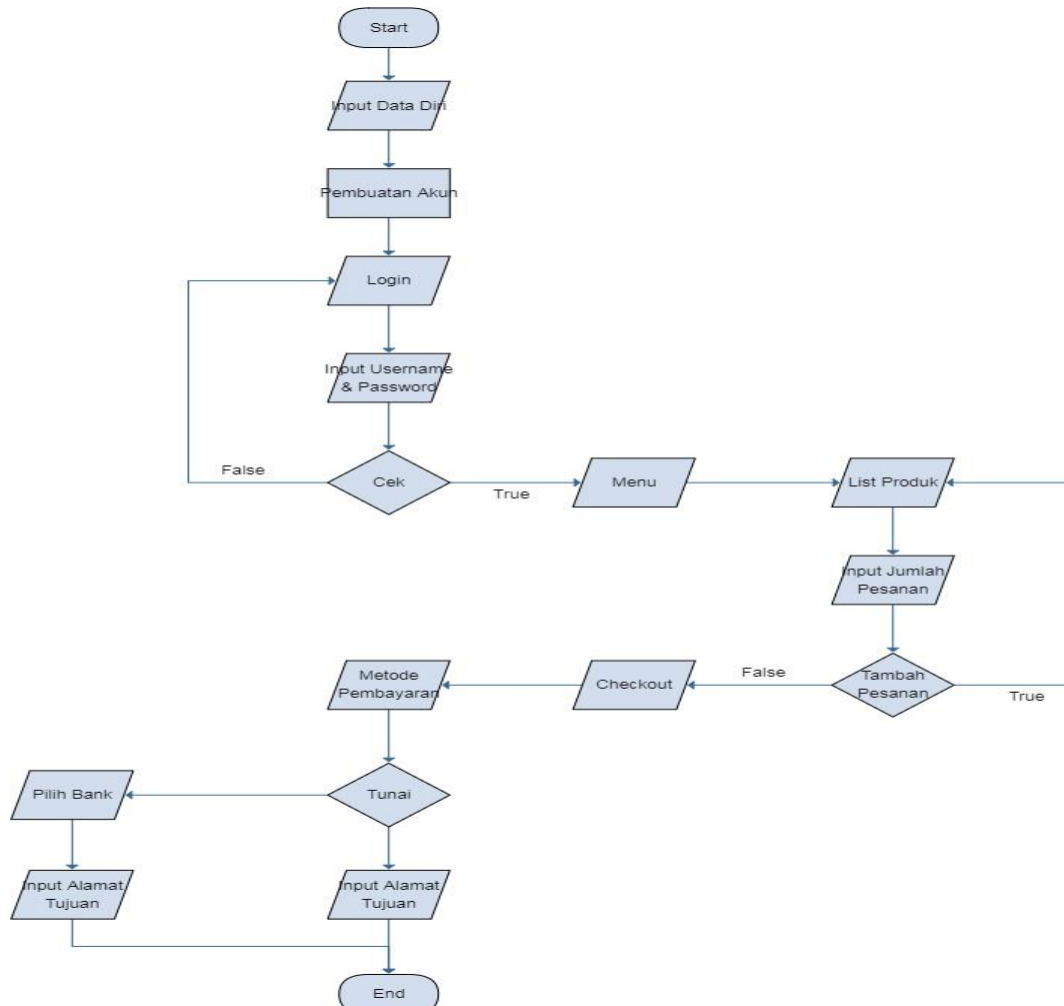 Start
Input Data Diri
Pembuatan Akun
Login
Input Username
& Password
False
Cek
True
Menu
List Produk
Input Jumlah
Pesanan
Tambah
Pesanan
True
False
Checkout
Metode
Pembayaran
Tunai
Pilih Bank
Input Alamat
Tujuan
Input Alamat
Tujuan
End